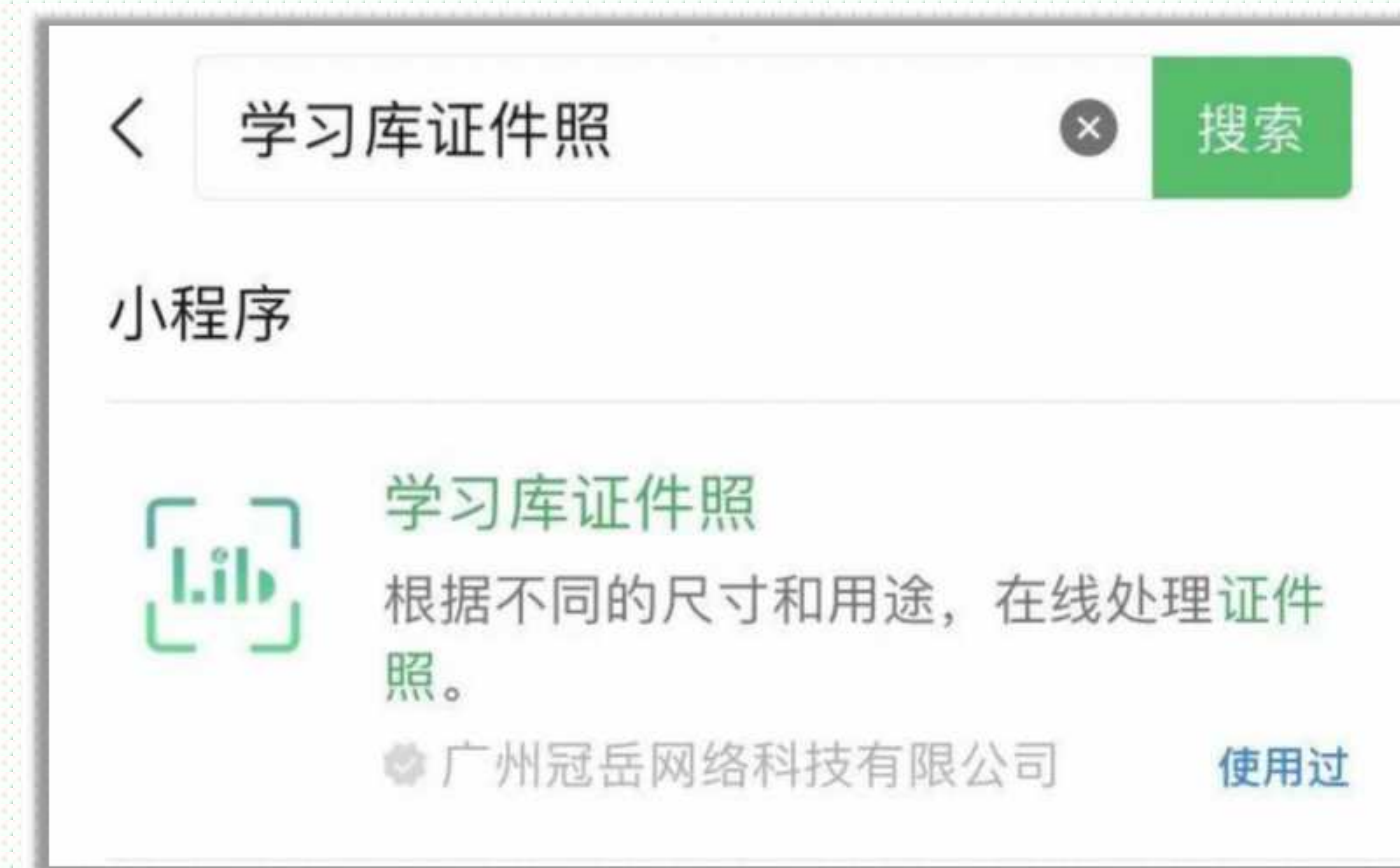 学习库证件照
搜索
小程序
Lib
学习库证件照
根据不同的尺寸和用途，在线处理证件
照。
广州冠岳网络科技有限公司
使用过